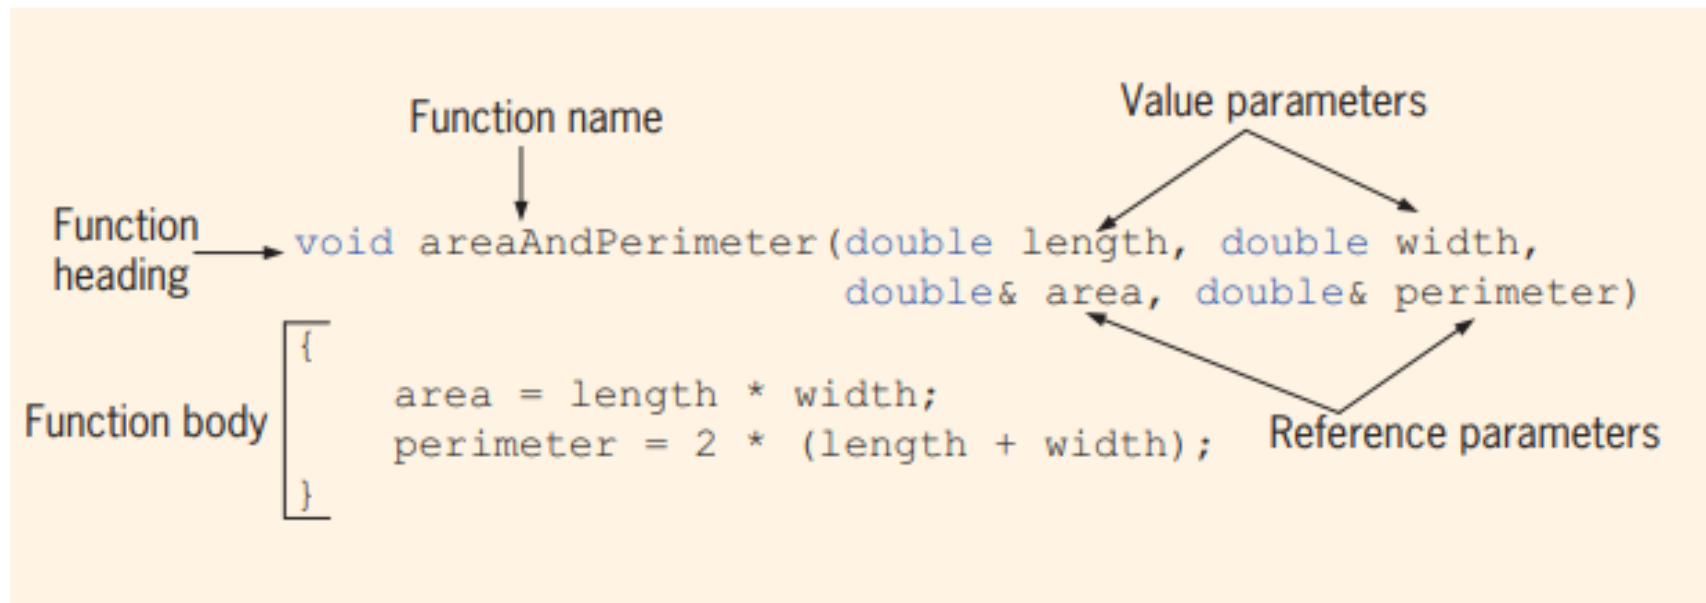 Function name
Value parameters
Function
heading
void areaAndPerimeter(double length, double width,
double& area, double& perimeter)
Function body
{
area = length * width;
perimeter = 2 * (length + width);
}
Reference parameters